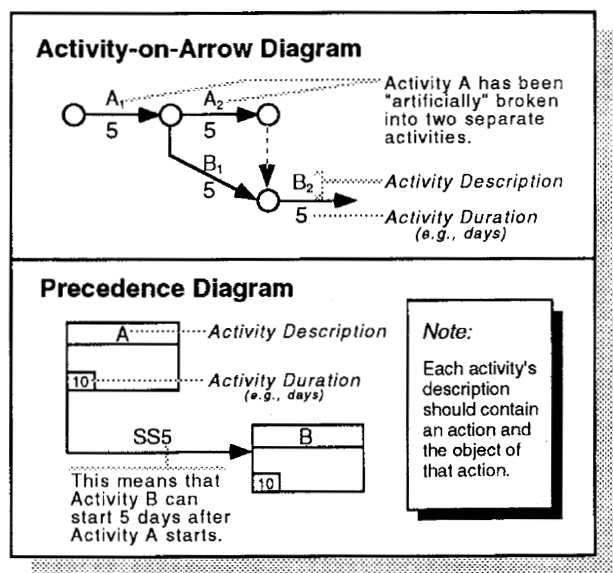 Activity-on-Arrow Diagram
A1
A2
5
5
Activity A has been
"artificially" broken
into two separate
activities.
B1
5
B2
5
Activity Description
Activity Duration
(e.g., days)
Precedence Diagram
A
Activity Description
10
Activity Duration
(e.g., days)
SS5
This means that
Activity B can
start 5 days after
Activity A starts.
B
10
Note:
Each activity's
description
should contain
an action and
the object of
that action.